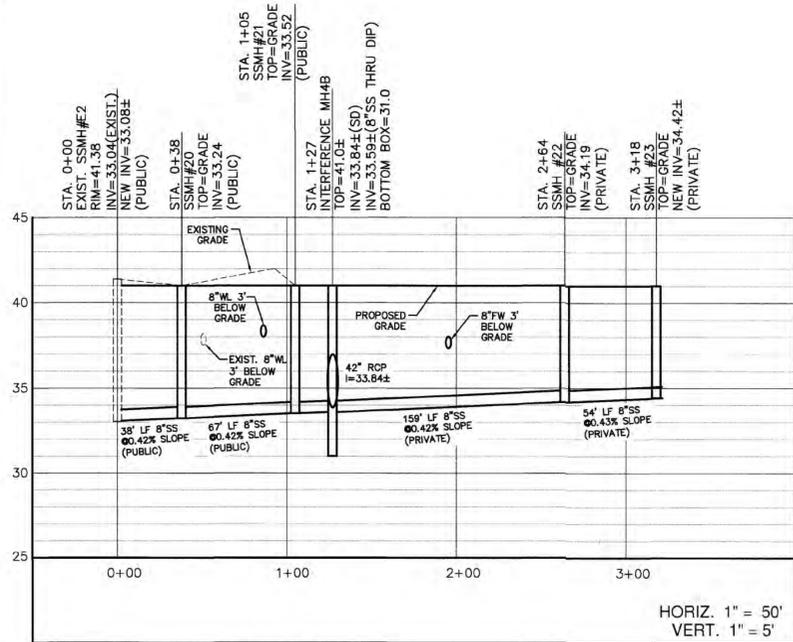 STA. 0+00
EXIST. SSMH#E2
RIM=41.38
INV=33.04(EXIST.)
NEW INV=33.08±
(PUBLIC)
STA. 0+38
SSMH#20
TOP=GRADE
INV=33.24
(PUBLIC)
STA. 1+05
SSMH#21
TOP=GRADE
INV=33.52
(PUBLIC)
STA. 1+27
INTERFERENCE MH4B
TOP=41.0±
INV=33.84±(SD)
INV=33.59±(8"SS THRU DIP)
BOTTOM BOX=31.0
STA. 2+64
SSMH #22
TOP=GRADE
INV=34.19
(PRIVATE)
STA. 3+18
SSMH #23
TOP=GRADE
NEW INV=34.42±
(PRIVATE)
45
40
35
30
25
EXISTING
GRADE
8"WL 3'
BELOW
GRADE
EXIST. 8"WL
3' BELOW
GRADE
PROPOSED
GRADE
8"FW 3'
BELOW
GRADE
42" RCP
I=33.84±
38' LF 8"SS
@0.42% SLOPE
(PUBLIC)
67' LF 8"SS
@0.42% SLOPE
(PUBLIC)
159' LF 8"SS
@0.42% SLOPE
(PRIVATE)
54' LF 8"SS
@0.43% SLOPE
(PRIVATE)
0+00 1+00 2+00 3+00
HORIZ. 1" = 50'
VERT. 1" = 5'